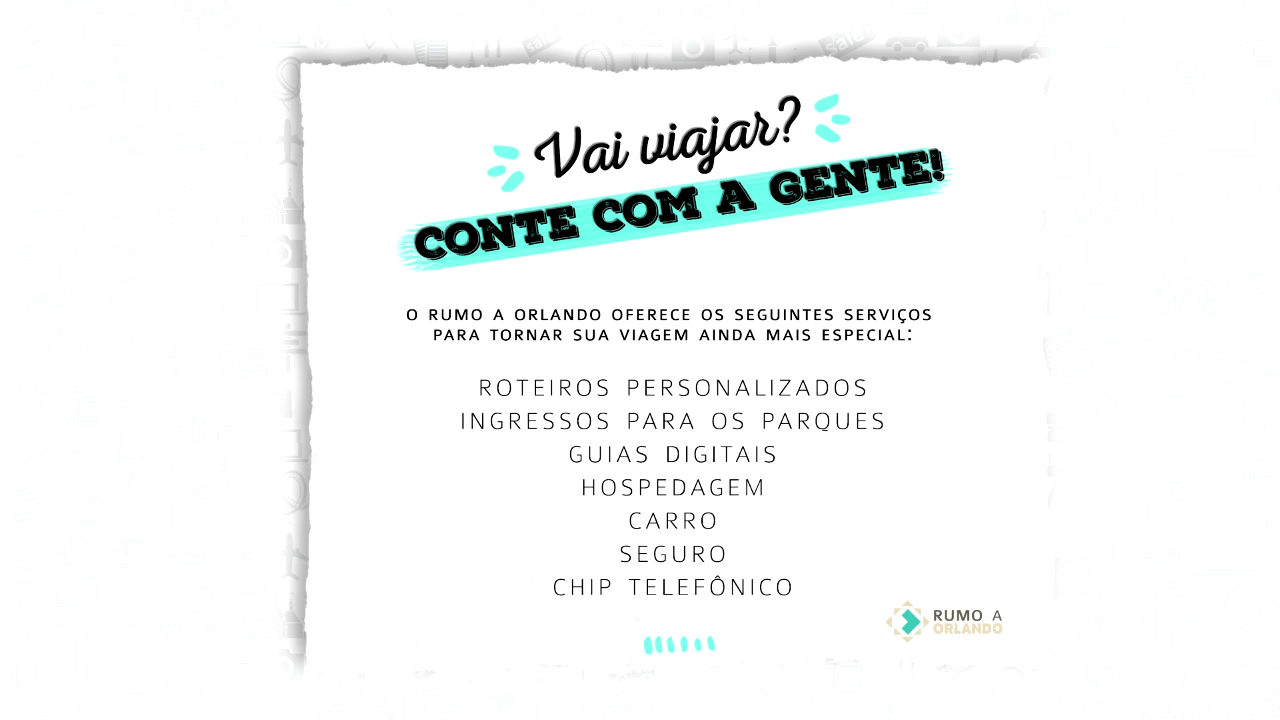 Vai viajar?
CONTE COM A GENTE!
O RUMO A ORLANDO OFERECE OS SEGUINTES SERVIÇOS
PARA TORNAR SUA VIAGEM AINDA MAIS ESPECIAL:
ROTEIROS PERSONALIZADOS
INGRESSOS PARA OS PARQUES
GUIAS DIGITAIS
HOSPEDAGEM
CARRO
SEGURO
CHIP TELEFÔNICO
RUMO A
ORLANDO